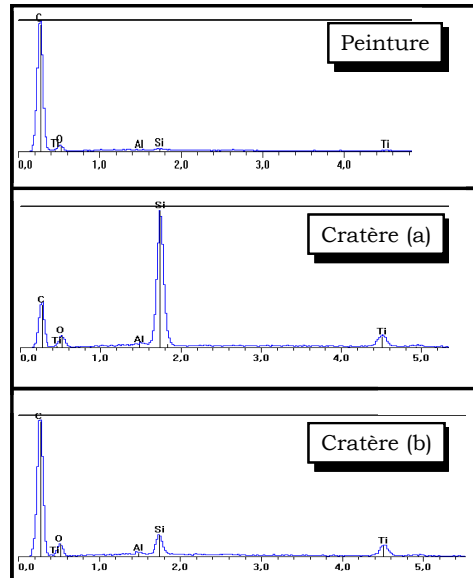 Peinture
C
Ti O Al Si Ti
0,0 1,0 2,0 3,0 4,0
Cratère (a)
Si
C
O
Ti Al Ti
0,0 1,0 2,0 3,0 4,0 5,0
Cratère (b)
C
Si
O Ti
Ti Al
0,0 1,0 2,0 3,0 4,0 5,0